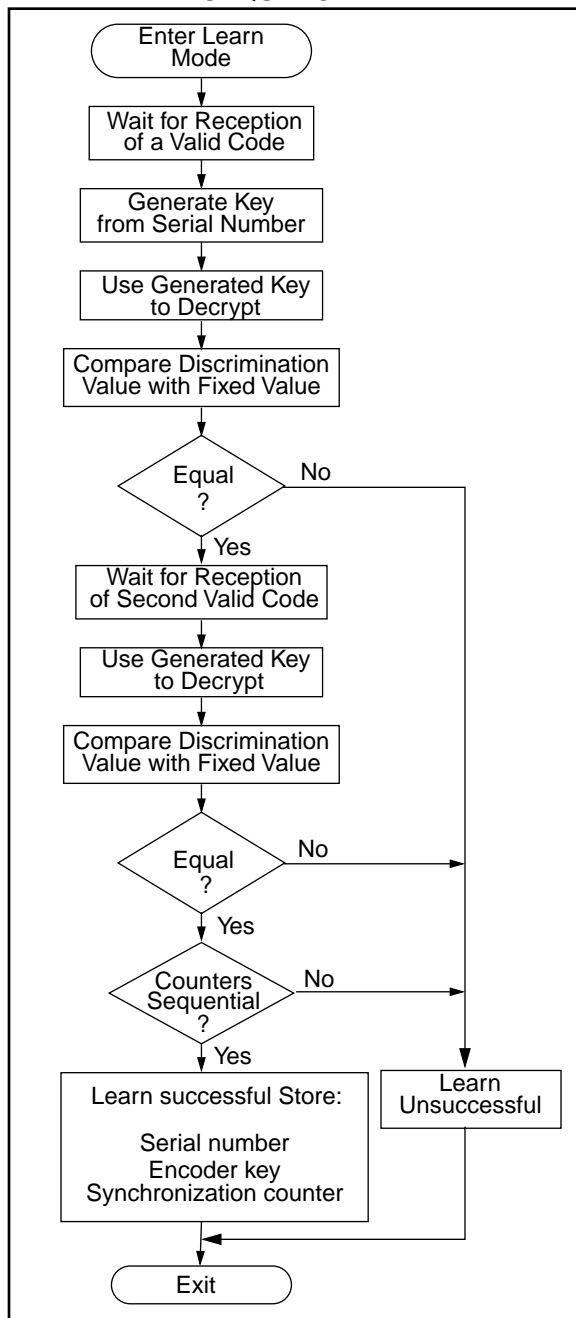 Enter Learn
Mode
Wait for Reception
of a Valid Code
Generate Key
from Serial Number
Use Generated Key
to Decrypt
Compare Discrimination
Value with Fixed Value
Equal
?
No
Yes
Wait for Reception
of Second Valid Code
Use Generated Key
to Decrypt
Compare Discrimination
Value with Fixed Value
Equal
?
No
Yes
Counters
Sequential
?
No
Yes
Learn successful Store:
Serial number
Encoder key
Synchronization counter
Learn
Unsuccessful
Exit